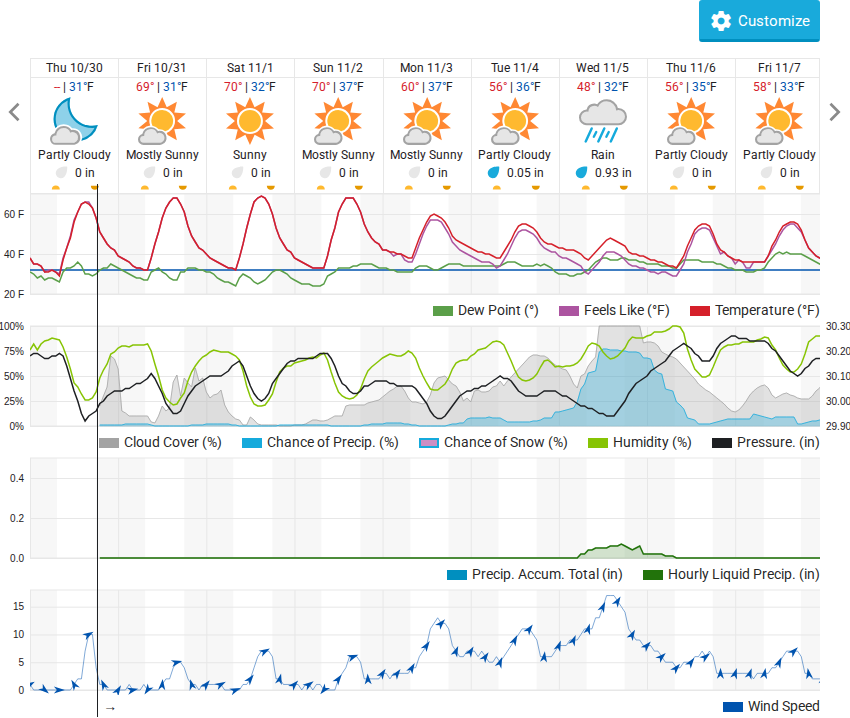 Customize
Thu 10/30 Fri 10/31 Sat 11/1 Sun 11/2 Mon 11/3 Tue 11/4 Wed 11/5 Thu 11/6 Fri 11/7
– | 31°F 69° | 31°F 70° | 32°F 70° | 37°F 60° | 37°F 56° | 36°F 48° | 32°F 56° | 35°F 58° | 33°F
Partly Cloudy Mostly Sunny Sunny Mostly Sunny Mostly Sunny Partly Cloudy Rain Partly Cloudy Partly Cloudy
0 in 0 in 0 in 0 in 0 in 0.05 in 0.93 in 0 in 0 in
60 F
40 F
20 F
Dew Point (°) Feels Like (°F) Temperature (°F)
100% 30.30
75% 30.20
50% 30.10
25% 30.00
0% 29.90
Cloud Cover (%) Chance of Precip. (%) Chance of Snow (%) Humidity (%) Pressure. (in)
0.4
0.2
0.0
Precip. Accum. Total (in) Hourly Liquid Precip. (in)
15
10
5
0
→
Wind Speed